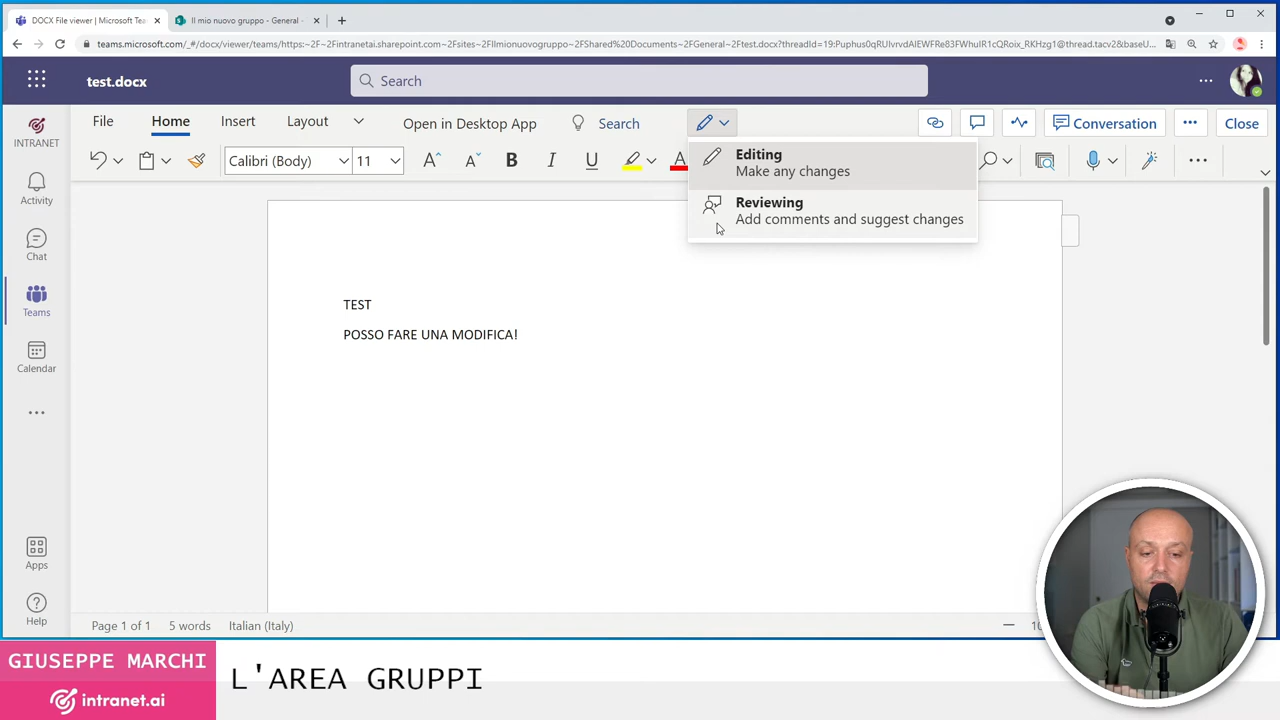 DOCX File viewer | Microsoft Tea
Il mio nuovo gruppo - General -
teams.microsoft.com/_#/docx/viewer/teams/https:~2F~2Fintranetai.sharepoint.com~2Fsites~2FIlmionuovogruppo~2FShared%20Documents~2FGeneral~2Ftest.docx?threadId=19:Puphus0qRUIvrvdAIEWFRe83FWhuIR1cQRoix_RKHzg1@thread.tacv2&baseU...
test.docx
Search
INTRANET
Activity
Chat
Teams
Calendar
Apps
Help
File
Home
Insert
Layout
Open in Desktop App
Search
Conversation
Close
Calibri (Body)
11
A
A
B
I
U
A
Editing
Make any changes
Reviewing
Add comments and suggest changes
TEST
POSSO FARE UNA MODIFICA!
Page 1 of 1
5 words
Italian (Italy)
GIUSEPPE MARCHI
intranet.ai
L'AREA GRUPPI